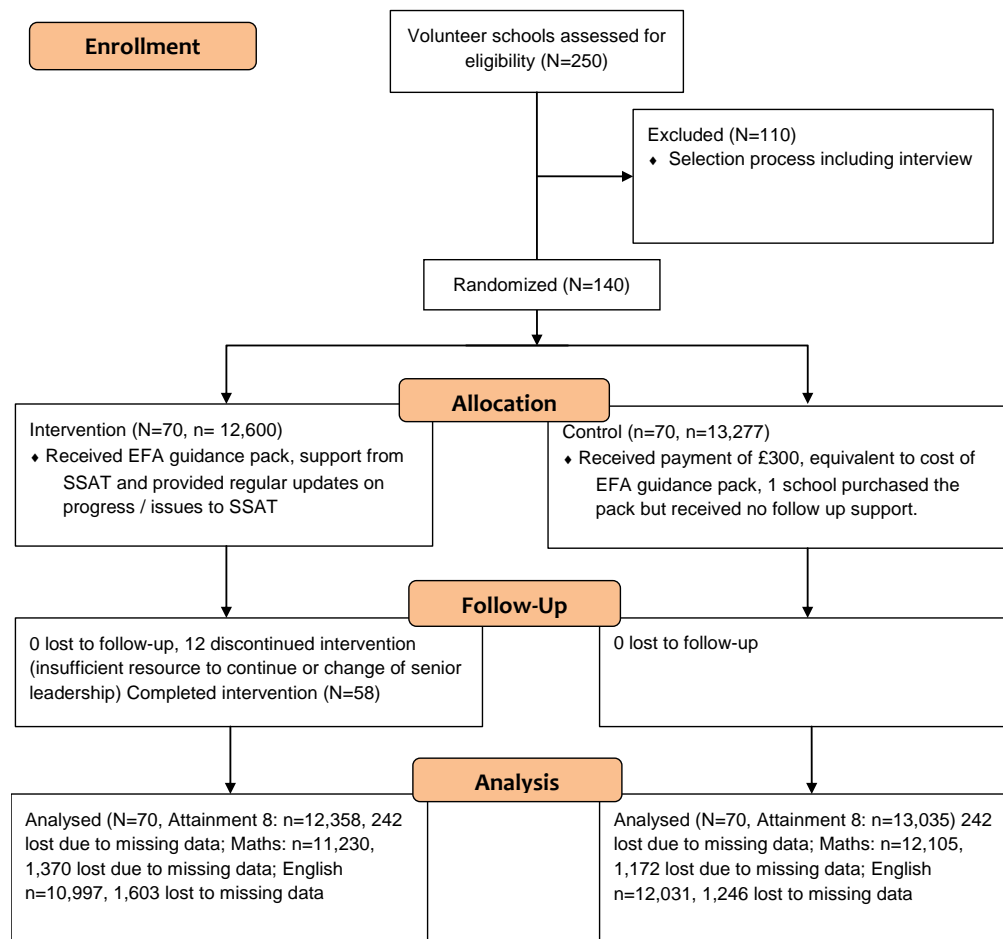 Enrollment
Volunteer schools assessed for
eligibility (N=250)
Excluded (N=110)
♦ Selection process including interview
Randomized (N=140)
Allocation
Intervention (N=70, n= 12,600)
♦ Received EFA guidance pack, support from
SSAT and provided regular updates on
progress / issues to SSAT
Control (n=70, n=13,277)
♦ Received payment of £300, equivalent to cost of
EFA guidance pack, 1 school purchased the
pack but received no follow up support.
Follow-Up
0 lost to follow-up, 12 discontinued intervention
(insufficient resource to continue or change of senior
leadership) Completed intervention (N=58)
0 lost to follow-up
Analysis
Analysed (N=70, Attainment 8: n=12,358, 242
lost due to missing data; Maths: n=11,230,
1,370 lost due to missing data; English
n=10,997, 1,603 lost to missing data
Analysed (N=70, Attainment 8: n=13,035) 242
lost due to missing data; Maths: n=12,105,
1,172 lost due to missing data; English
n=12,031, 1,246 lost to missing data